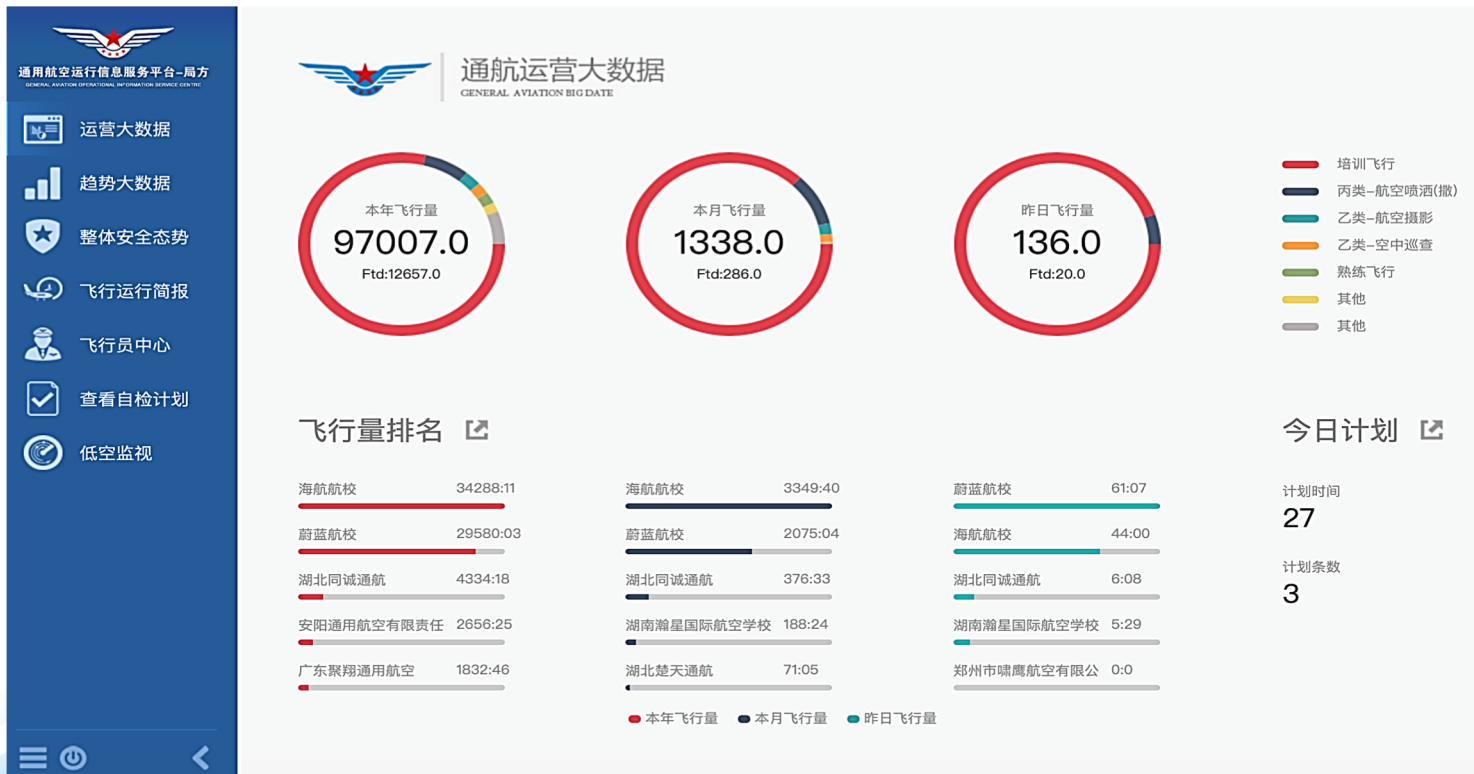 通用航空运行信息服务平台-局方
GENERAL AVIATION OPERATIONAL INFORMATION SERVICE CENTRE
运营大数据
趋势大数据
整体安全态势
飞行运行简报
飞行员中心
查看自检计划
低空监视
通航运营大数据
GENERAL AVIATION BIG DATE
本年飞行量
97007.0
Ftd:12657.0
本月飞行量
1338.0
Ftd:286.0
昨日飞行量
136.0
Ftd:20.0
培训飞行
丙类-航空喷洒(撒)
乙类-航空摄影
乙类-空中巡查
熟练飞行
其他
其他
飞行量排名
海航航校 34288:11
蔚蓝航校 29580:03
湖北同诚通航 4334:18
安阳通用航空有限责任 2656:25
广东聚翔通用航空 1832:46
海航航校 3349:40
蔚蓝航校 2075:04
湖北同诚通航 376:33
湖南瀚星国际航空学校 188:24
湖北楚天通航 71:05
蔚蓝航校 61:07
海航航校 44:00
湖北同诚通航 6:08
湖南瀚星国际航空学校 5:29
郑州市啸鹰航空有限公 0:0
本年飞行量 本月飞行量 昨日飞行量
今日计划
计划时间
27
计划条数
3